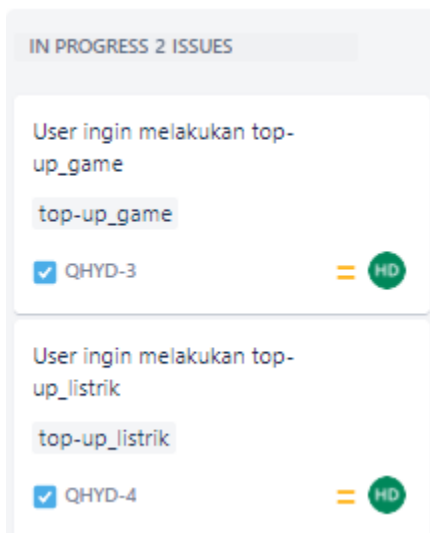 IN PROGRESS 2 ISSUES
User ingin melakukan top-
up_game
top-up_game
QHYD-3
HD
User ingin melakukan top-
up_listrik
top-up_listrik
QHYD-4
HD